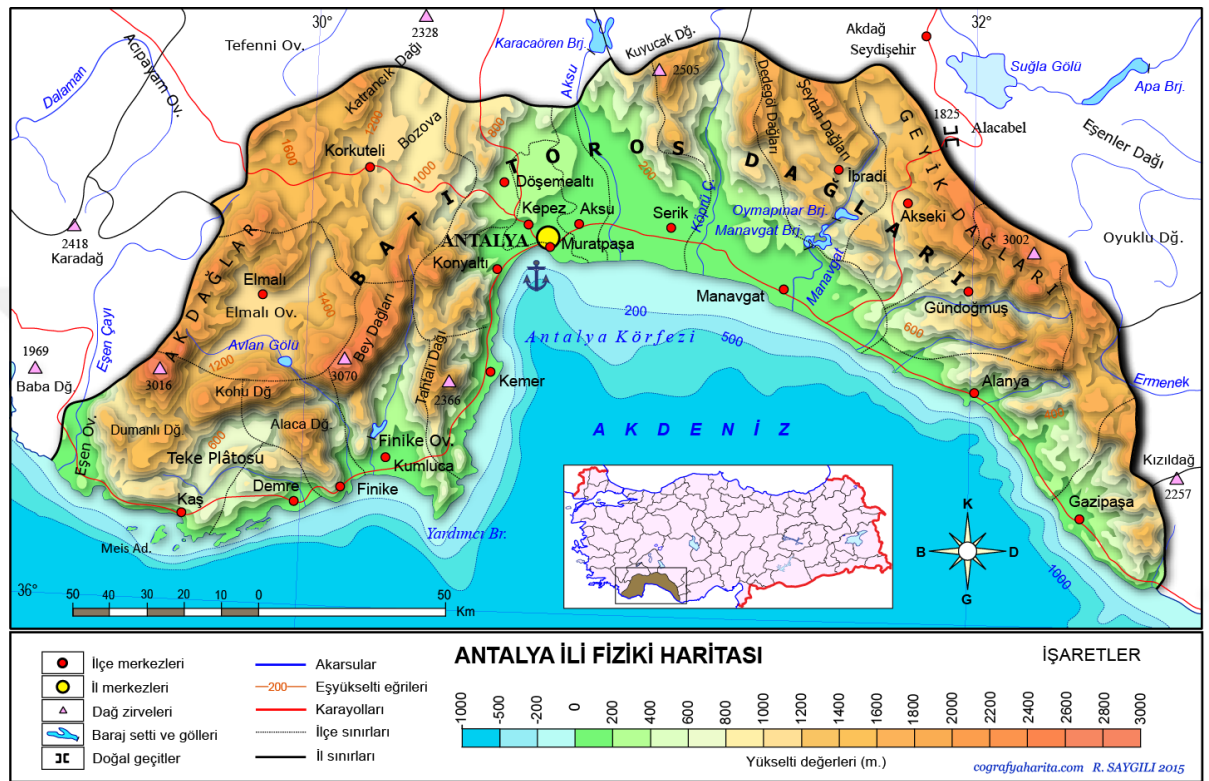 30°
32°
2328
Tefenni Ov.
Acıpayam Ov.
Dalaman
Katrancık Dağı
Karacaören Brj.
Aksu
Kuyucak Dğ.
2505
Dedegöl Dağları
Şeytan Dağları
Akdağ
Seydişehir
Suğla Gölü
Apa Brj.
1825
Alacabel
Eşenler Dağı
GEYİK DAĞLARI
1600
1200
Bozova
800
1000
Korkuteli
BATI TOROS DAĞLARI
200
Döşemealtı
Kepez
Aksu
Serik
Köprü Ç.
Oymapınar Brj.
Manavgat Brj.
İbradi
Akseki
ANTALYA
Muratpaşa
Konyaltı
2418
Karadağ
AKDAĞLAR
Elmalı
Elmalı Ov.
1400
Bey Dağları
Manavgat
Manavgat
3002
Gündoğmuş
600
Oyuklu Dğ.
Eşen Çayı
Avlan Gölü
1200
200
500
Antalya Körfezi
1969
Baba Dğ.
3016
3070
Kohu Dğ
Tahtalı Dağı
2366
Kemer
Alanya
Ermenek
400
Dumanlı Dğ.
Alaca Dğ.
AKDENİZ
Eşen Ov.
600
Teke Plâtosu
Finike Ov.
Kumluca
Kızıldağ
2257
Kaş
Demre
Finike
Gazipaşa
Yardımcı Br.
Meis Ad.
K
B
D
G
1000
36°
50 40 30 20 10 0 50
Km
ANTALYA İLİ FİZİKİ HARİTASI
İŞARETLER
İlçe merkezleri
İl merkezleri
Dağ zirveleri
Baraj setti ve gölleri
Doğal geçitler
Akarsular
200 Eşyükselti eğrileri
Karayolları
İlçe sınırları
İl sınırları
-1000 -500 -200 0 200 400 600 800 1000 1200 1400 1600 1800 2000 2200 2400 2600 2800 3000
Yükselti değerleri (m.)
cografyaharita.com R. SAYGILI 2015